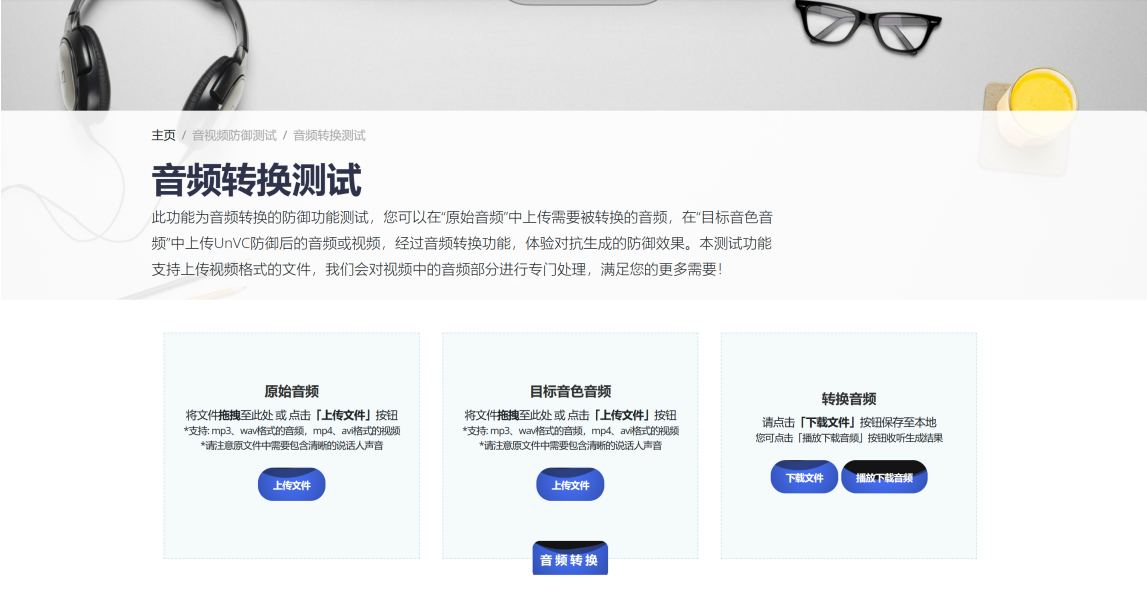 主页 / 音视频防御测试 / 音频转换测试
音频转换测试
此功能为音频转换的防御功能测试，您可以在“原始音频”中上传需要被转换的音频，在“目标音色音
频”中上传UnVC防御后的音频或视频，经过音频转换功能，体验对抗生成的防御效果。本测试功能
支持上传视频格式的文件，我们会对视频中的音频部分进行专门处理，满足您的更多需要！
原始音频
将文件拖拽至此处 或 点击「上传文件」按钮
*支持: mp3、wav格式的音频，mp4、avi格式的视频
*请注意原文件中需要包含清晰的说话人声音
上传文件
目标音色音频
将文件拖拽至此处 或 点击「上传文件」按钮
*支持: mp3、wav格式的音频，mp4、avi格式的视频
*请注意原文件中需要包含清晰的说话人声音
上传文件
转换音频
请点击「下载文件」按钮保存至本地
您可点击「播放下载音频」按钮收听生成结果
下载文件 播放下载音频
音频转换